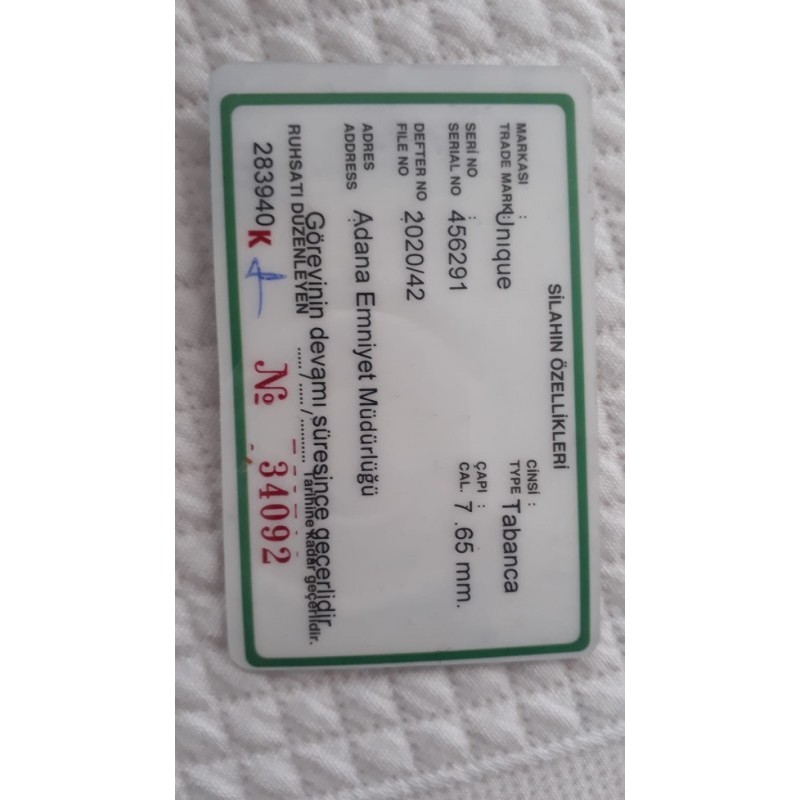 SİLAHIN ÖZELLİKLERİ
MARKASI :
TRADE MARK: Unıque
CİNSİ :
TYPE Tabanca
SERİ NO :
SERIAL NO 456291
ÇAPI :
CAL. 7 .65 mm.
DEFTER NO :
FILE NO 2020/42
ADRES :
ADDRESS Adana Emniyet Müdürlüğü
Görevinin devamı süresince geçerlidir.
RUHSATI DÜZENLEYEN ...../...../.......... Tarihine kadar geçerlidir.
283940 K No 34092